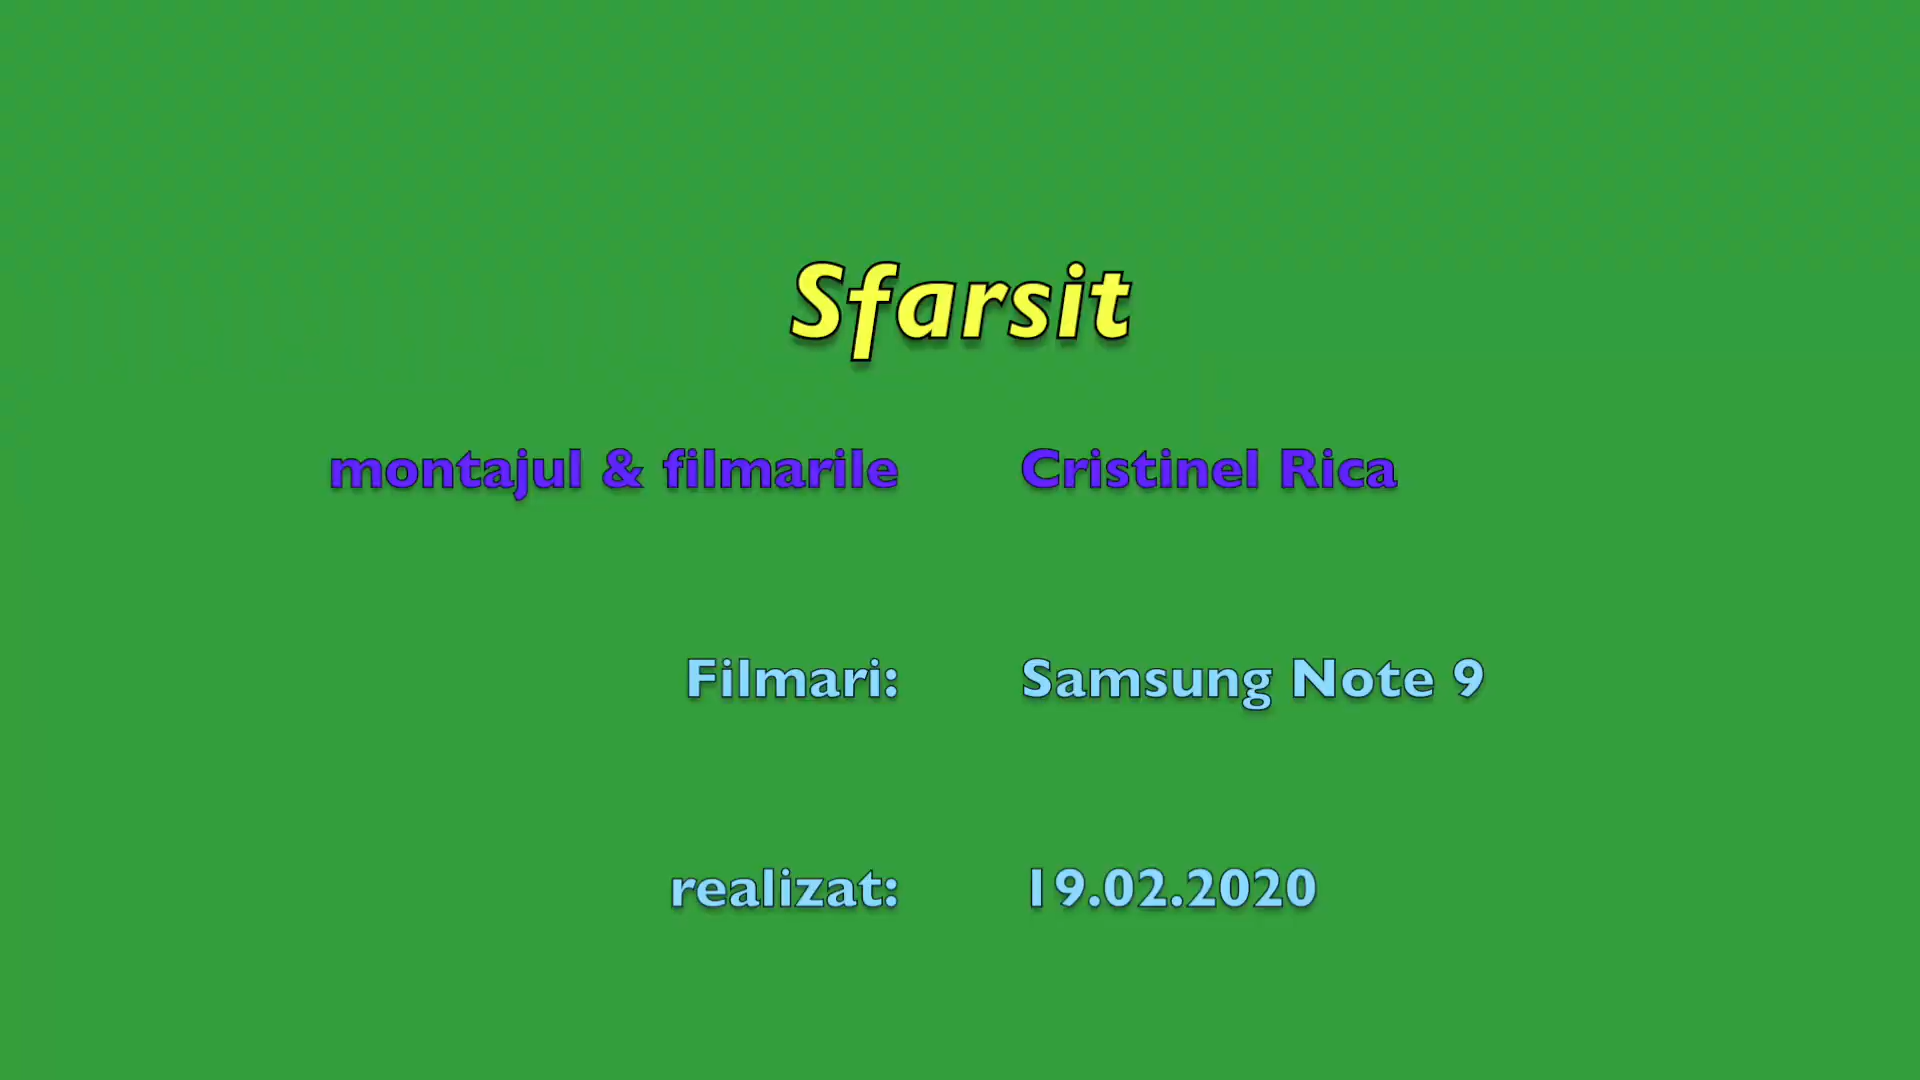 Sfarsit
montajul & filmarile Cristinel Rica
Filmari: Samsung Note 9
realizat: 19.02.2020